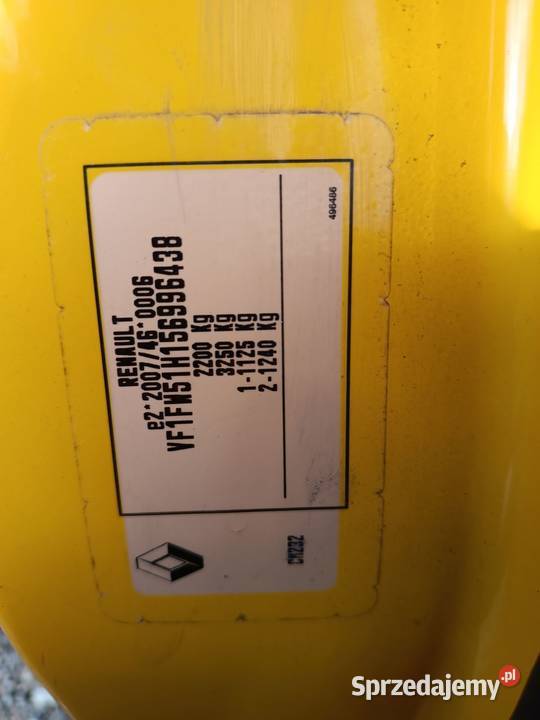 RENAULT
e2*2007/46*0006
VF1FW51H156996438
2200 Kg
3250 Kg
1-1125 Kg
2-1240 Kg
496486
CM232
Sprzedajemy.pl